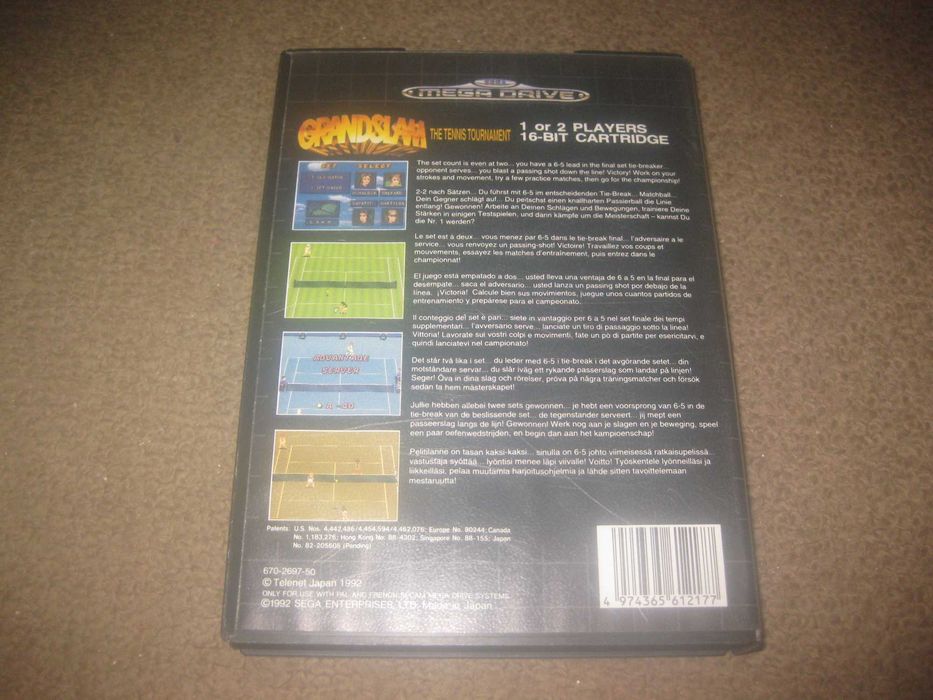 SEGA
MEGA DRIVE
GRANDSLAM
THE TENNIS TOURNAMENT
1 or 2 PLAYERS
16-BIT CARTRIDGE
The set count is even at two... you have a 6-5 lead in the final set tie-breaker...
opponent serves... you blast a passing shot down the line! Victory! Work on your
strokes and movement, try a few practice matches, then go for the championship!
2-2 nach Sätzen... Du führst mit 6-5 im entscheidenden Tie-Break... Matchball.
Dein Gegner schlägt auf... Du peitschst einen knallharten Passierball die Linie
entlang! Gewonnen! Arbeite an Deinen Schlägen und Bewegungen, trainiere Deine
Stärken in einigen Testspielen, und dann kämpfe um die Meisterschaft – kannst Du
die Nr. 1 werden?
Le set est à deux... vous menez par 6-5 dans le tie-break final... l'adversaire a le
service... vous renvoyez un passing-shot! Victoire! Travaillez vos coups et
mouvements, essayez les matches d'entraînement, puis entrez dans le
championnat!
El juego está empatado a dos... usted lleva una ventaja de 6 a 5 en la final para el
desempate... saca el adversario... usted lanza un passing-shot por debajo de la
línea. ¡Victoria! Calcule bien sus movimientos, juegue unos cuantos partidos de
entrenamiento y prepárese para el campeonato.
Il conteggio del set è pari... siete in vantaggio per 6 a 5 nel set finale dei tempi
supplementari... l'avversario serve... lanciate un tiro di passaggio sotto la linea!
Vittoria! Lavorate sui vostri colpi e movimenti, fate un pò di partite per esericitarvi, e
quindi lanciatevi nel campionato!
Det står två lika i set... du leder med 6-5 i tie-break i det avgörande setet... din
motståndare servar... du slår iväg ett rykande passerslag som landar på linjen!
Seger! Öva in dina slag och rörelser, pröva på några träningsmatcher och försök
sedan ta hem mästerskapet!
Jullie hebben allebei twee sets gewonnen... je hebt een voorsprong van 6-5 in de
tie-break van de beslissende set... de tegenstander serveert... jij mept een
passeerslag langs de lijn! Gewonnen! Werk nog aan je slagen en je beweging, speel
een paar oefenwedstrijden, en begin dan aan het kampioenschap!
Pelitilanne on tasan kaksi-kaksi... sinulla on 6-5 johto viimeisessä ratkaisupelissä...
vastustaja syöttää... lyöntisi menee läpi viivalle! Voitto! Työskentele lyönneilläsi ja
liikkeilläsi, pelaa muutamia harjoitusohjelmia ja lähde sitten tavoittelemaan
mestaruutta!
SET SELECT
ADVANTAGE
SERVER
A - 40
Patents: U.S. Nos. 4,442,486/4,454,594/4,462,076; Europe No. 80244; Canada
No. 1,183,276; Hong Kong No. 88-4302; Singapore No. 88-155; Japan
No. 82-205605 (Pending)
670-2697-50
© Telenet Japan 1992
ONLY FOR USE WITH PAL AND FRENCH SECAM MEGA DRIVE SYSTEMS.
©1992 SEGA ENTERPRISES, LTD. Made in Japan
4 974365 612177